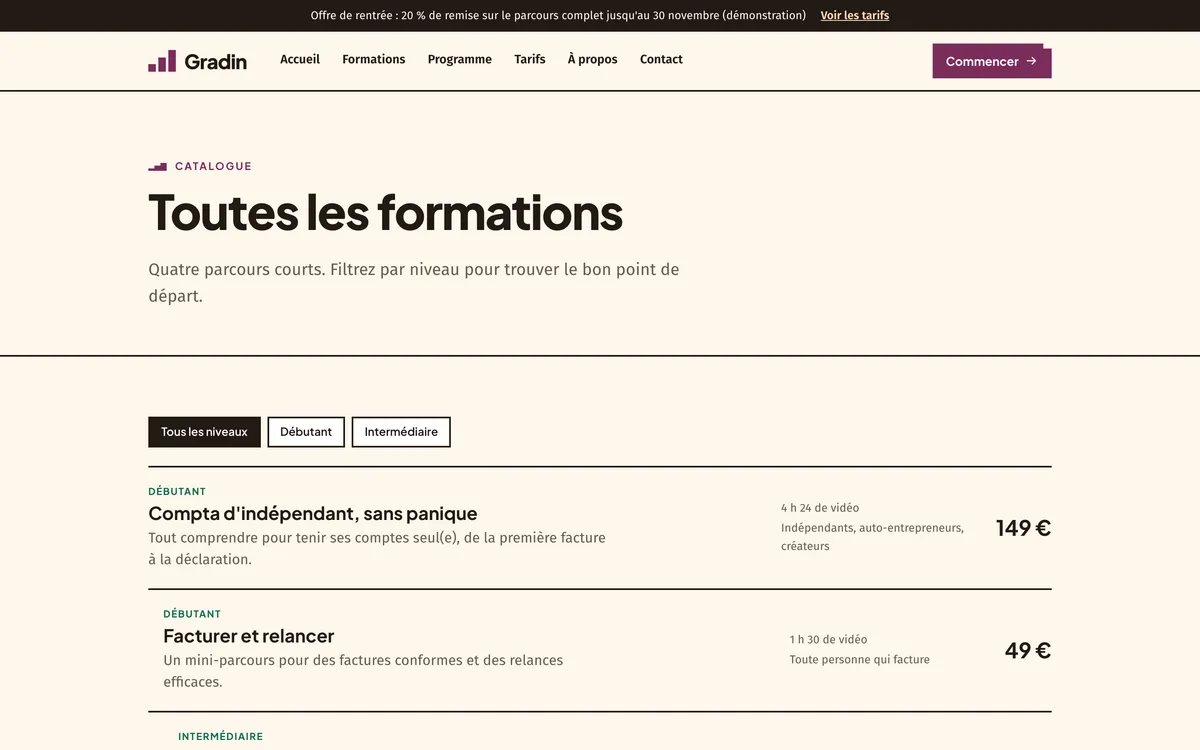 Offre de rentrée : 20 % de remise sur le parcours complet jusqu'au 30 novembre (démonstration) Voir les tarifs
Gradin Accueil Formations Programme Tarifs À propos Contact Commencer →
CATALOGUE
Toutes les formations
Quatre parcours courts. Filtrez par niveau pour trouver le bon point de
départ.
Tous les niveaux Débutant Intermédiaire
DÉBUTANT
Compta d'indépendant, sans panique
Tout comprendre pour tenir ses comptes seul(e), de la première facture
à la déclaration.
4 h 24 de vidéo
Indépendants, auto-entrepreneurs,
créateurs
149 €
DÉBUTANT
Facturer et relancer
Un mini-parcours pour des factures conformes et des relances
efficaces.
1 h 30 de vidéo
Toute personne qui facture
49 €
INTERMÉDIAIRE